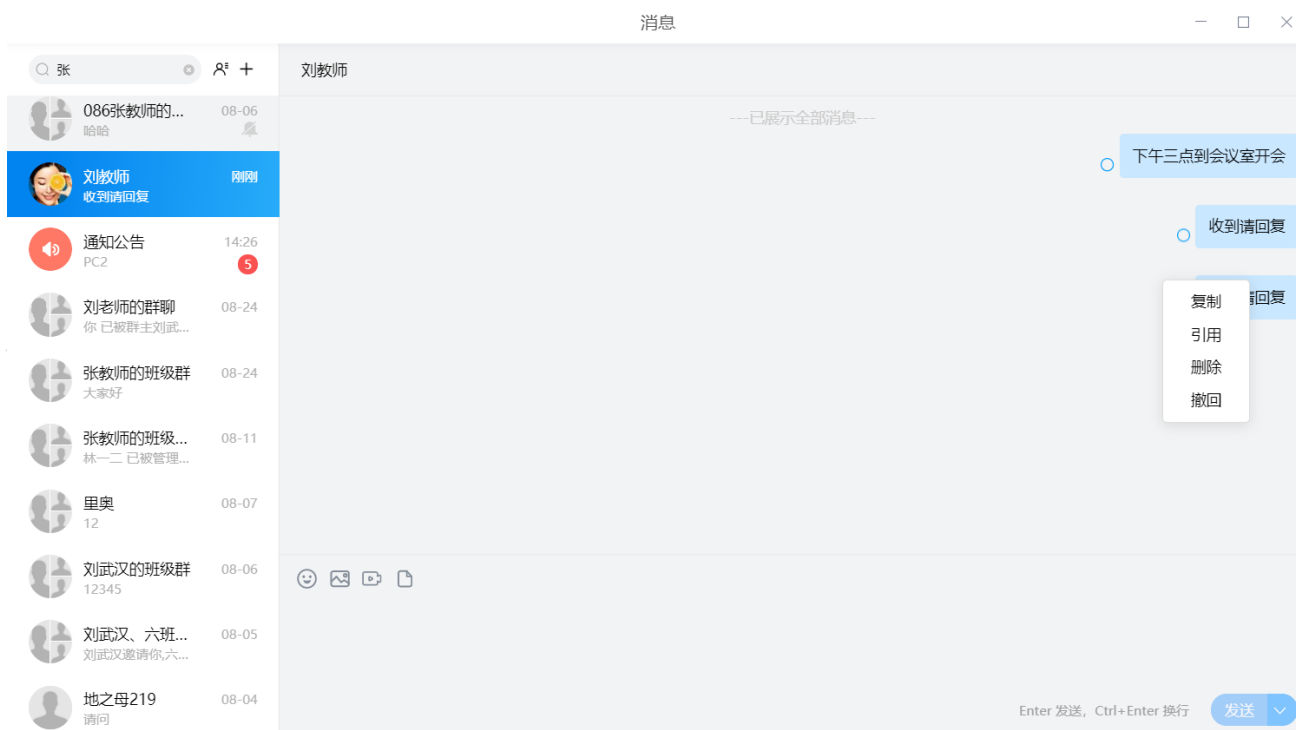 消息
张
086张教师的...
08-06
哈哈
刘教师
刚刚
收到请回复
通知公告
14:26
PC2
5
刘老师的群聊
08-24
你 已被群主刘武...
张教师的班级群
08-24
大家好
张教师的班级...
08-11
林一二 已被管理...
里奥
08-07
12
刘武汉的班级群
08-06
12345
刘武汉、六班...
08-05
刘武汉邀请你,六...
地之母219
08-04
请问
刘教师
---已展示全部消息---
下午三点到会议室开会
收到请回复
请回复
复制
引用
删除
撤回
Enter 发送，Ctrl+Enter 换行
发送